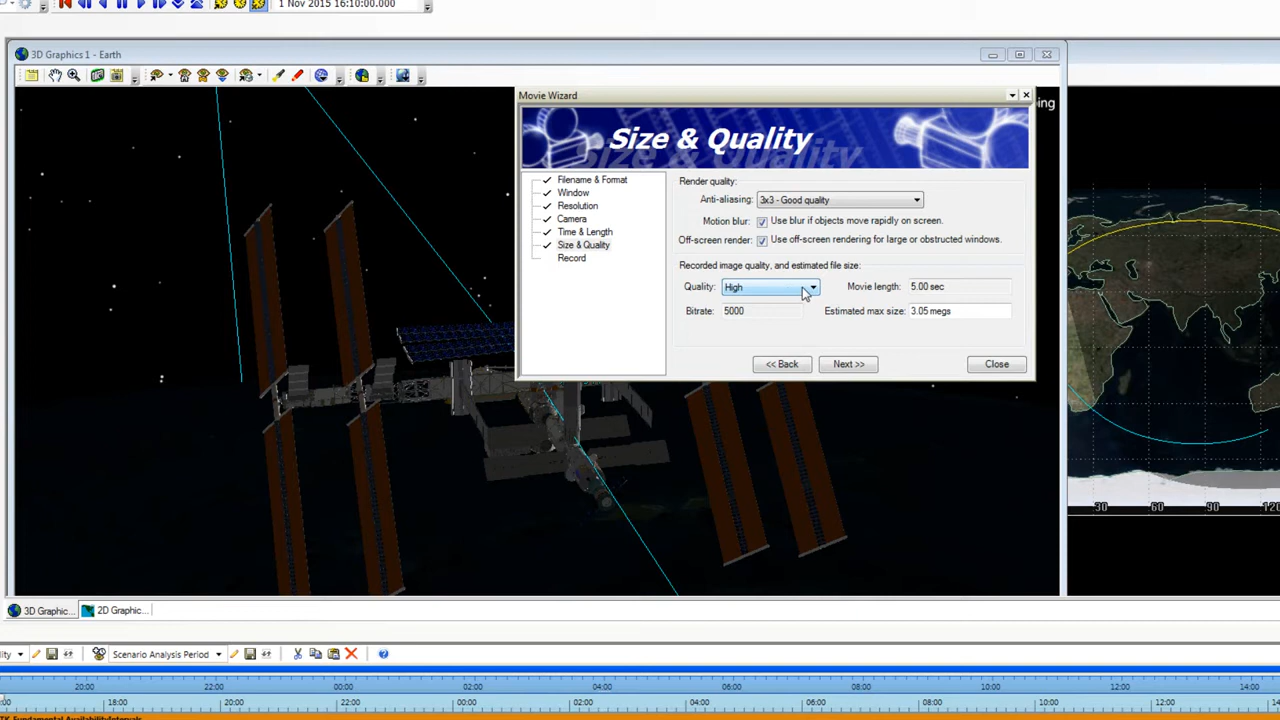 1 Nov 2015 16:10:00.000
3D Graphics 1 - Earth
Movie Wizard
ing
Size & Quality
Filename & Format
Window
Resolution
Camera
Time & Length
Size & Quality
Record
Render quality:
Anti-aliasing: 3x3 - Good quality
Motion blur: Use blur if objects move rapidly on screen.
Off-screen render: Use off-screen rendering for large or obstructed windows.
Recorded image quality, and estimated file size:
Quality: High Movie length: 5.00 sec
Bitrate: 5000 Estimated max size: 3.05 megs
<< Back Next >> Close
30 60 90 120
3D Graphic... 2D Graphic...
lity Scenario Analysis Period
20:00 22:00 00:00 02:00 04:00 06:00 08:00 10:00 12:00 14:00
:00 18:00 20:00 22:00 00:00 02:00 04:00 06:00 08:00 10:00 12:00